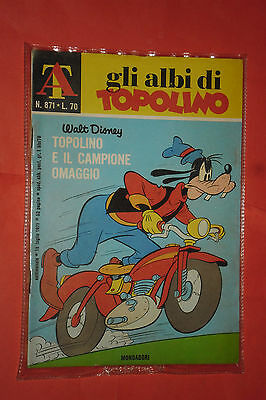 A
T
N. 871 • L. 70
gli albi di
TOPOLINO
Walt Disney
TOPOLINO
E IL CAMPIONE
OMAGGIO
MONDADORI